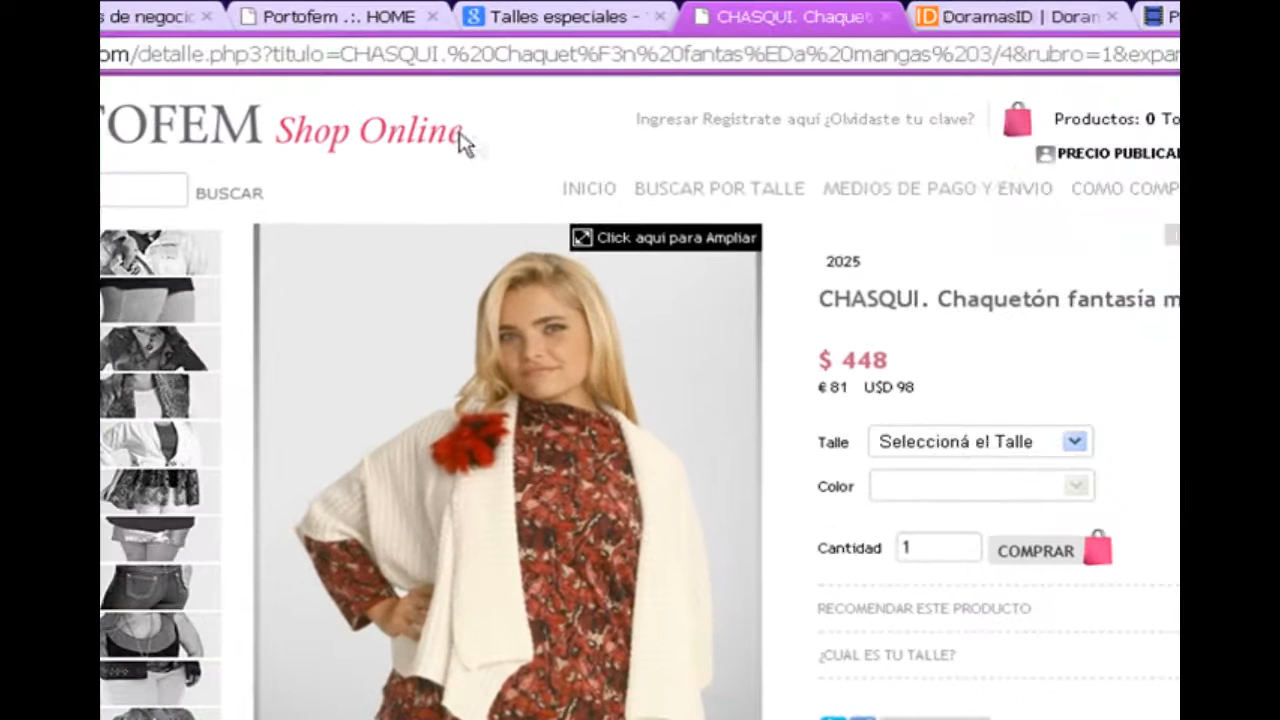 s de negocio
Portofem .:. HOME
Talles especiales -
CHASQUI. Chaquet
DoramasID | Doran
P
om/detalle.php3?titulo=CHASQUI.%20Chaquet%F3n%20fantas%EDa%20mangas%203/4&rubro=1&expan
TOFEM Shop Online
Ingresar Registrate aquí ¿Olvidaste tu clave?
Productos: 0 To
PRECIO PUBLICA
BUSCAR
INICIO BUSCAR POR TALLE MEDIOS DE PAGO Y ENVIO COMO COMP
Click aqui para Ampliar
2025
CHASQUI. Chaquetón fantasía m
$ 448
€ 81 U$D 98
Talle Seleccioná el Talle
Color
Cantidad 1 COMPRAR
RECOMENDAR ESTE PRODUCTO
¿CUAL ES TU TALLE?